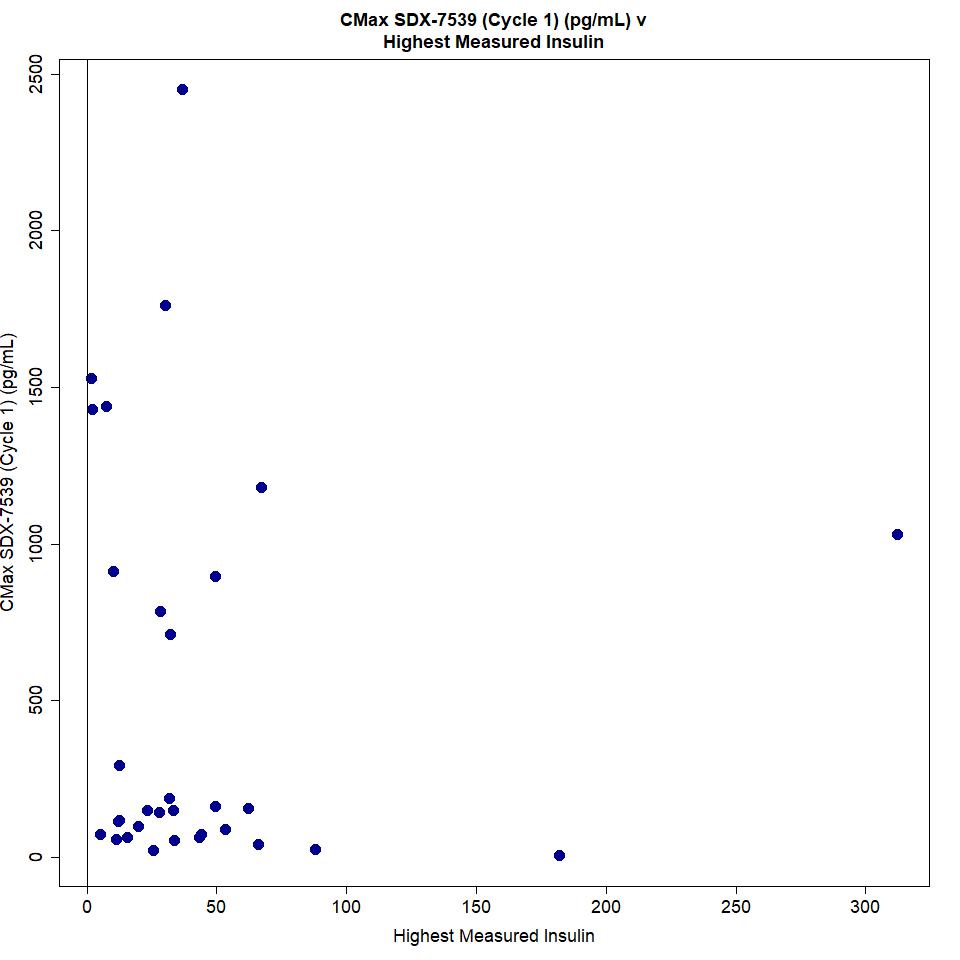 CMax SDX-7539 (Cycle 1) (pg/mL) v
Highest Measured Insulin
CMax SDX-7539 (Cycle 1) (pg/mL)
2500
2000
1500
1000
500
0
0 50 100 150 200 250 300
Highest Measured Insulin